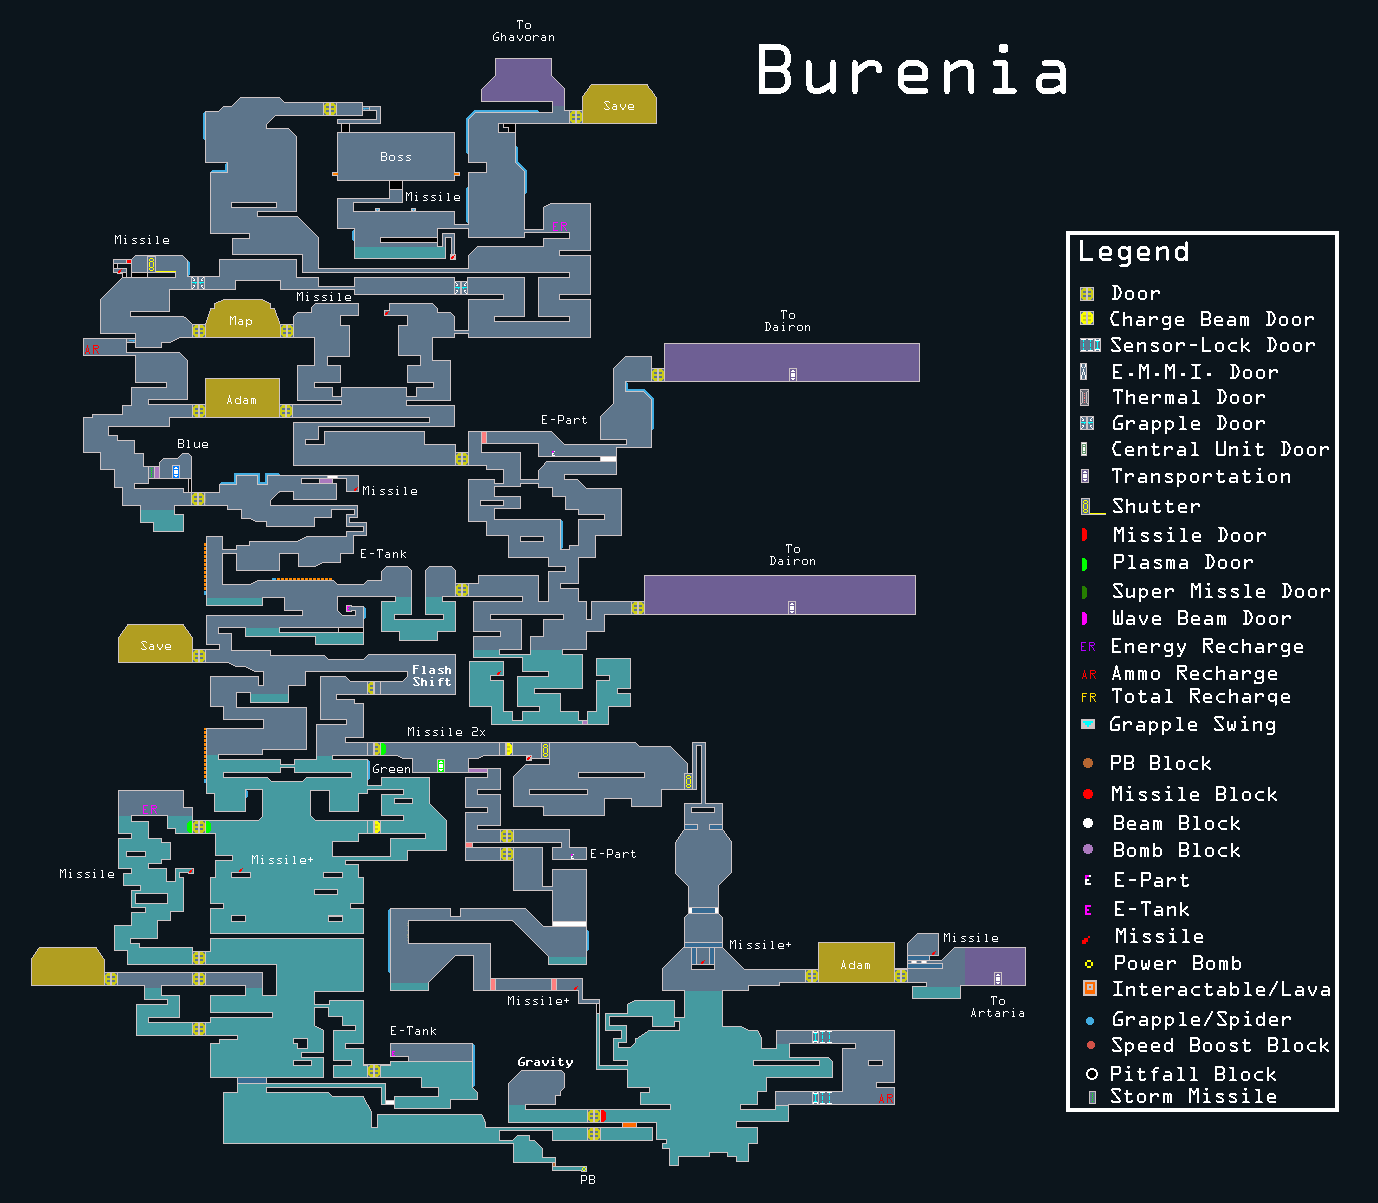 To
Ghavoran
Burenia
Save
Boss
Missile
ET
Missile
Missile
Map
To
Dairon
AR
Adam
E-Part
Blue
Missile
E-Tank
To
Dairon
Save
Flash
Shift
Missile 2x
Green
Missile+
E-Part
Missile
Missile+
Adam
Missile
Missile+
To
Artaria
E-Tank
Gravity
AR
PB
Legend
Door
Charge Beam Door
Sensor-Lock Door
E.M.M.I. Door
Thermal Door
Grapple Door
Central Unit Door
Transportation
Shutter
Missile Door
Plasma Door
Super Missle Door
Wave Beam Door
ER Energy Recharge
AR Ammo Recharge
FR Total Recharge
Grapple Swing
PB Block
Missile Block
Beam Block
Bomb Block
E E-Part
E E-Tank
Missile
Power Bomb
Interactable/Lava
Grapple/Spider
Speed Boost Block
Pitfall Block
Storm Missile